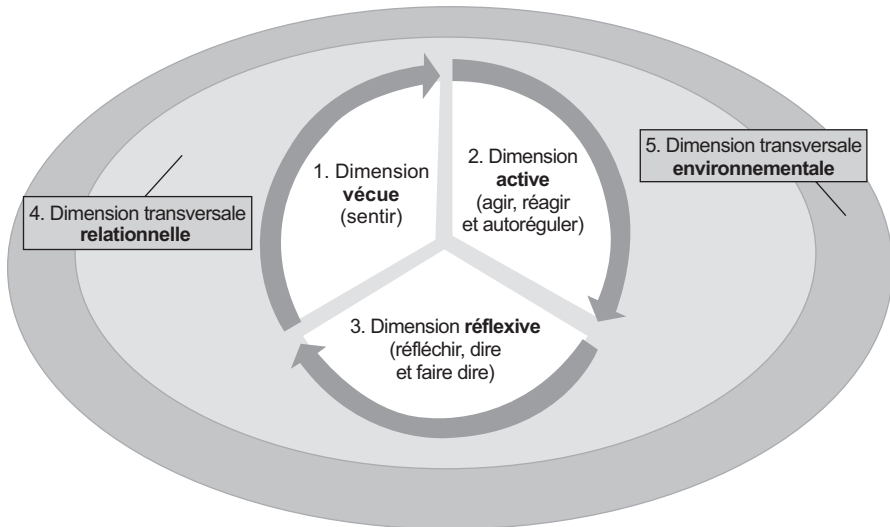 1. Dimension
vécue
(sentir)
2. Dimension
active
(agir, réagir
et autoréguler)
3. Dimension réflexive
(réfléchir, dire
et faire dire)
4. Dimension transversale
relationnelle
5. Dimension transversale
environnementale